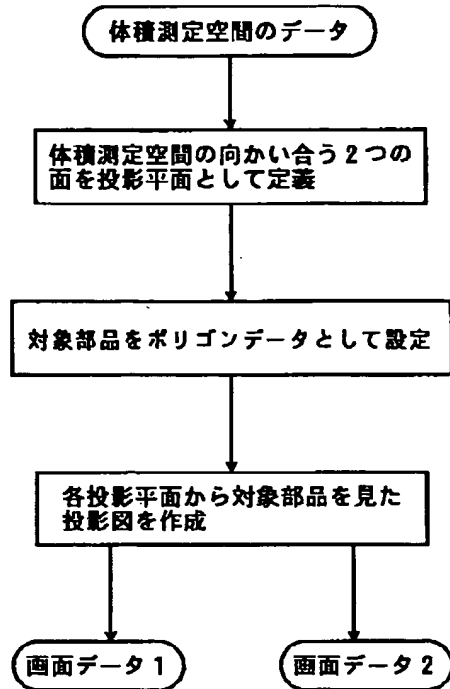 体積測定空間のデータ
体積測定空間の向かい合う2つの
面を投影平面として定義
対象部品をポリゴンデータとして設定
各投影平面から対象部品を見た
投影図を作成
画面データ1
画面データ2